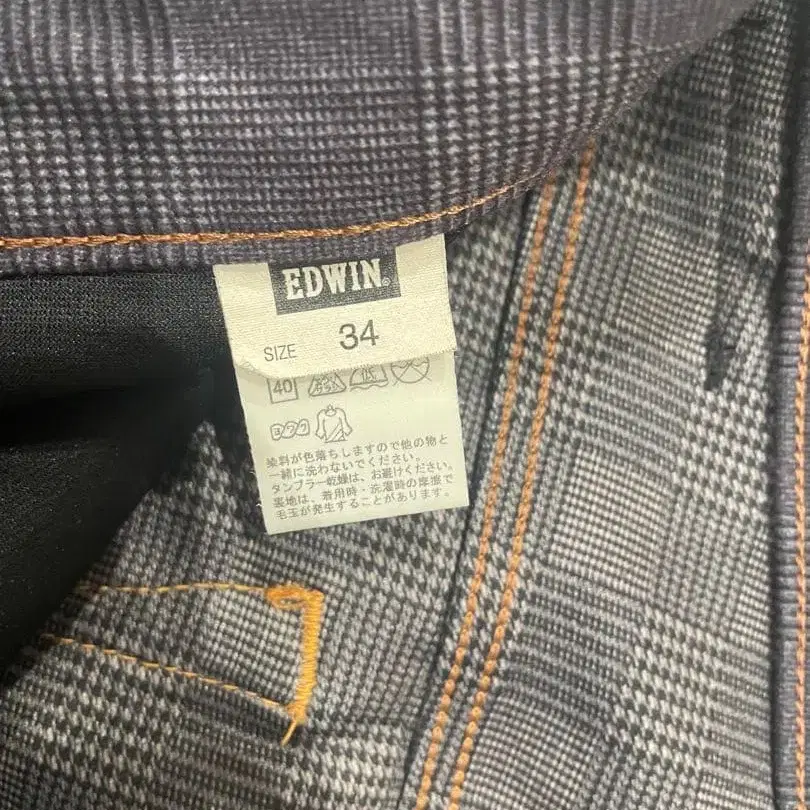 EDWIN®
SIZE 34
40
染料が色落ちしますので他の物と
一緒に洗わないでください。
タンブラー乾燥は、お避けください。
裏地は、着用時・洗濯時の摩擦で
毛玉が発生することがあります。